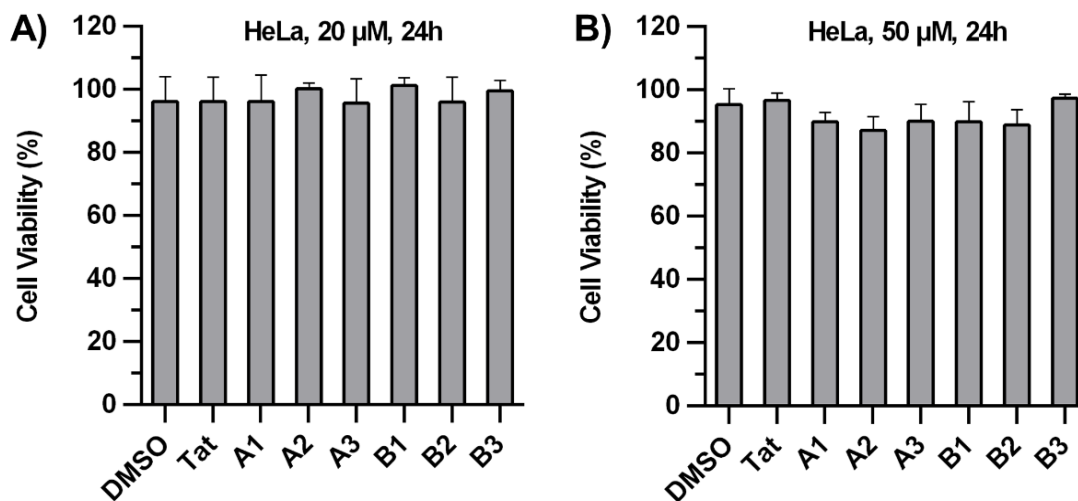 A)
HeLa, 20 µM, 24h
Cell Viability (%)
120
100
80
60
40
20
0
DMSO Tat A1 A2 A3 B1 B2 B3
B)
HeLa, 50 µM, 24h
Cell Viability (%)
120
100
80
60
40
20
0
DMSO Tat A1 A2 A3 B1 B2 B3